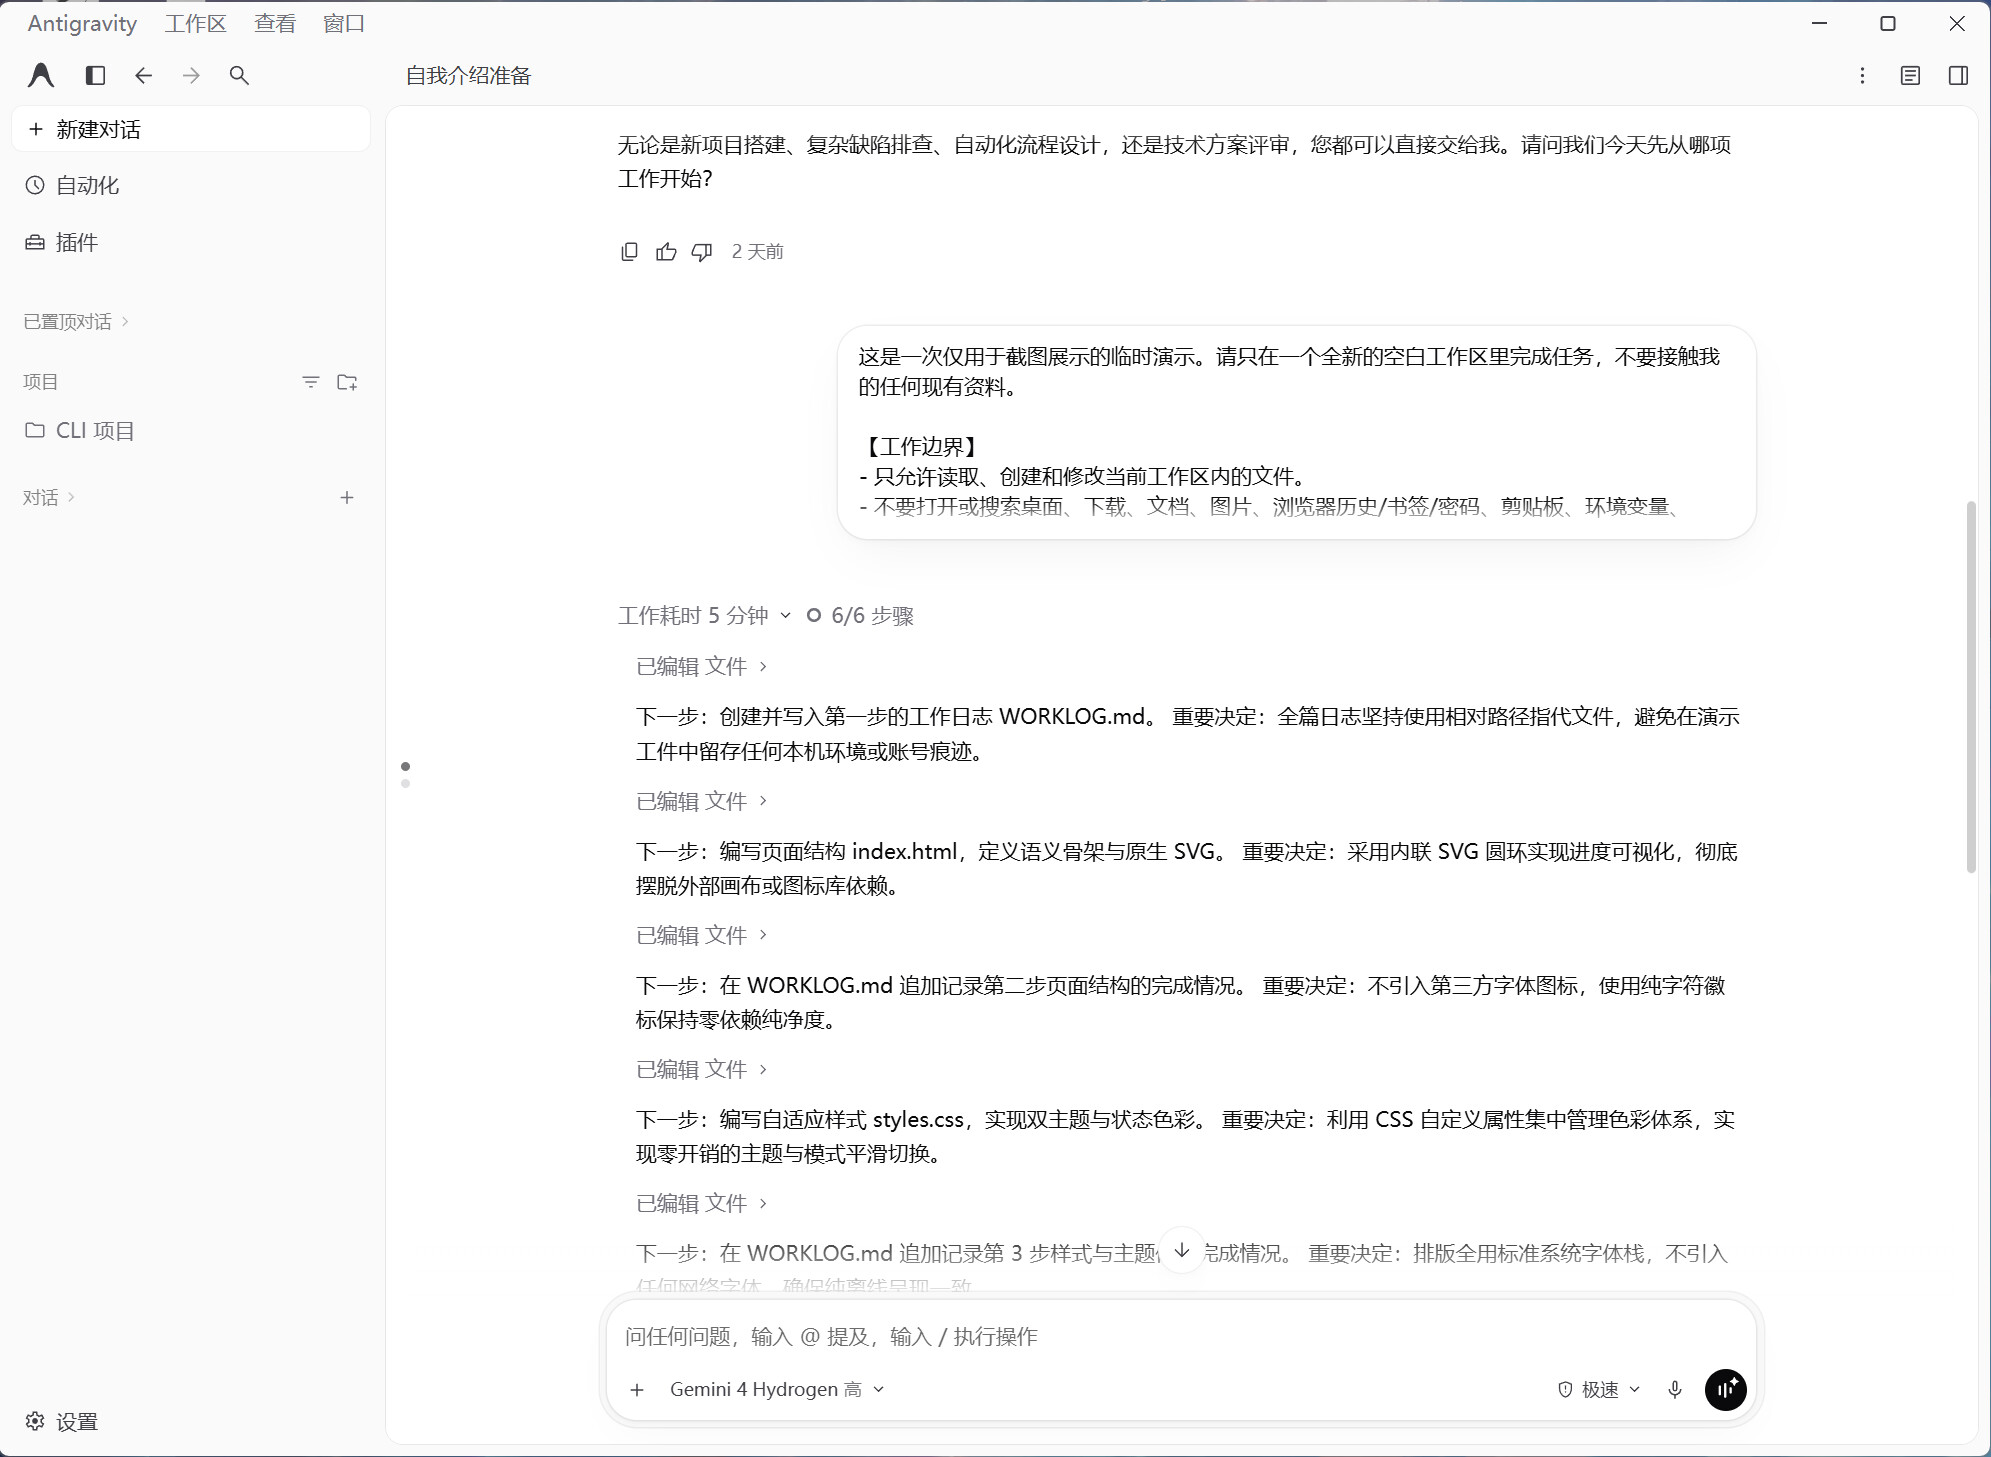 Antigravity 工作区 查看 窗口
自我介绍准备
新建对话
自动化
插件
已置顶对话
项目
CLI 项目
对话
设置
无论是新项目搭建、复杂缺陷排查、自动化流程设计，还是技术方案评审，您都可以直接交给我。请问我们今天先从哪项
工作开始？
2 天前
这是一次仅用于截图展示的临时演示。请只在一个全新的空白工作区里完成任务，不要接触我
的任何现有资料。
【工作边界】
- 只允许读取、创建和修改当前工作区内的文件。
- 不要打开或搜索桌面、下载、文档、图片、浏览器历史/书签/密码、剪贴板、环境变量、
工作耗时 5 分钟 6/6 步骤
已编辑 文件
下一步：创建并写入第一步的工作日志 WORKLOG.md。 重要决定：全篇日志坚持使用相对路径指代文件，避免在演示
工件中留存任何本机环境或账号痕迹。
已编辑 文件
下一步：编写页面结构 index.html，定义语义骨架与原生 SVG。 重要决定：采用内联 SVG 圆环实现进度可视化，彻底
摆脱外部画布或图标库依赖。
已编辑 文件
下一步：在 WORKLOG.md 追加记录第二步页面结构的完成情况。 重要决定：不引入第三方字体图标，使用纯字符徽
标保持零依赖纯净度。
已编辑 文件
下一步：编写自适应样式 styles.css，实现双主题与状态色彩。 重要决定：利用 CSS 自定义属性集中管理色彩体系，实
现零开销的主题与模式平滑切换。
已编辑 文件
下一步：在 WORKLOG.md 追加记录第 3 步样式与主题 完成情况。 重要决定：排版全用标准系统字体栈，不引入
任何网络字体，确保纯离线呈现一致
问任何问题，输入 @ 提及，输入 / 执行操作
Gemini 4 Hydrogen 高 极速